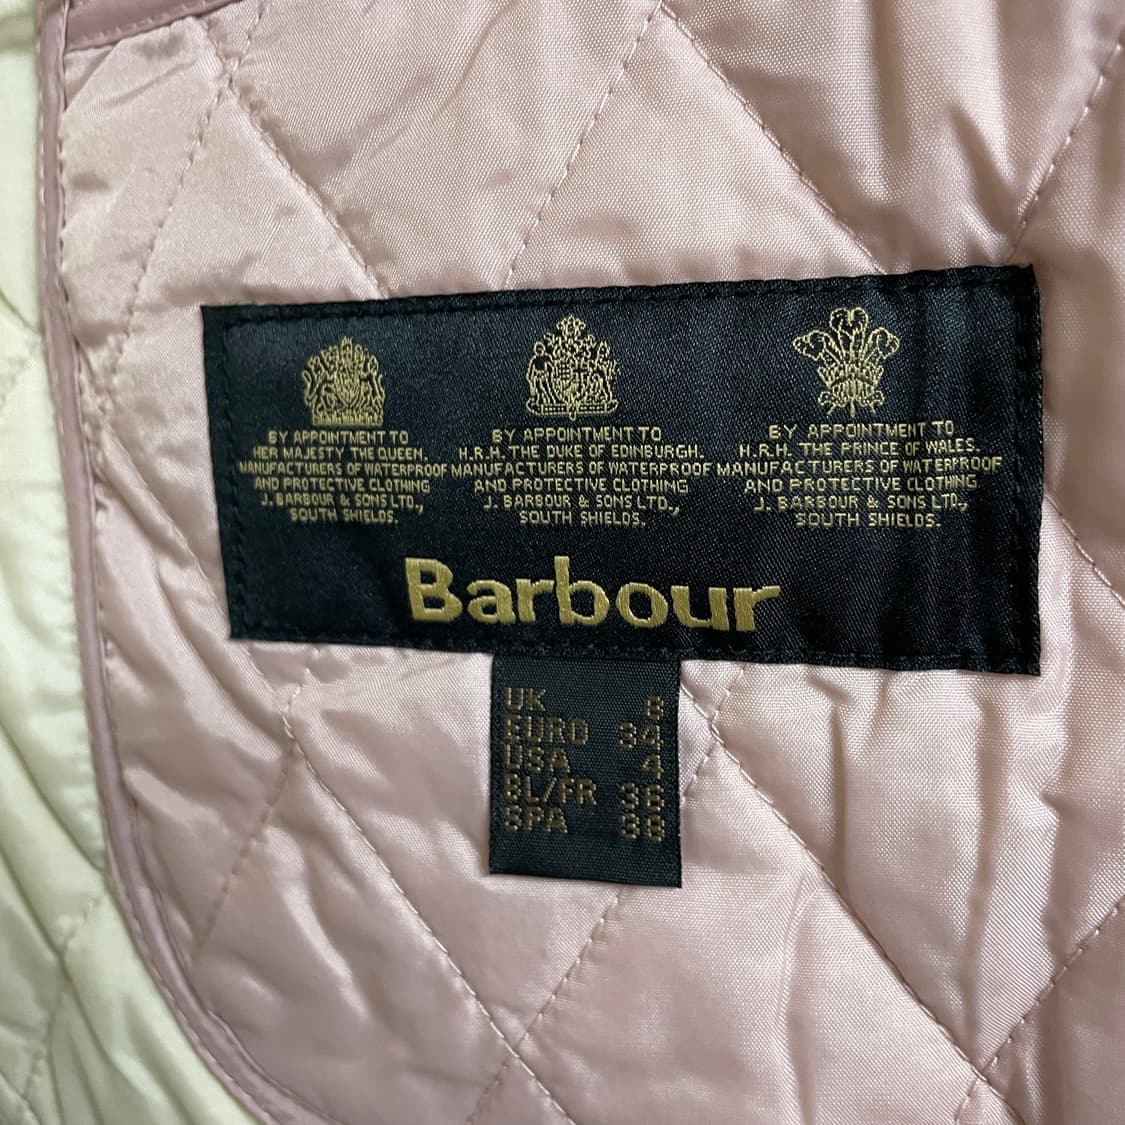 BY APPOINTMENT TO
HER MAJESTY THE QUEEN.
MANUFACTURERS OF WATERPROOF
AND PROTECTIVE CLOTHING
J. BARBOUR & SONS LTD.,
SOUTH SHIELDS.
BY APPOINTMENT TO
H.R.H. THE DUKE OF EDINBURGH.
MANUFACTURERS OF WATERPROOF
AND PROTECTIVE CLOTHING
J. BARBOUR & SONS LTD.,
SOUTH SHIELDS.
BY APPOINTMENT TO
H.R.H. THE PRINCE OF WALES.
MANUFACTURERS OF WATERPROOF
AND PROTECTIVE CLOTHING
J. BARBOUR & SONS LTD.,
SOUTH SHIELDS.
Barbour
UK 8
EURO 34
USA 4
BL/FR 36
SPA 38